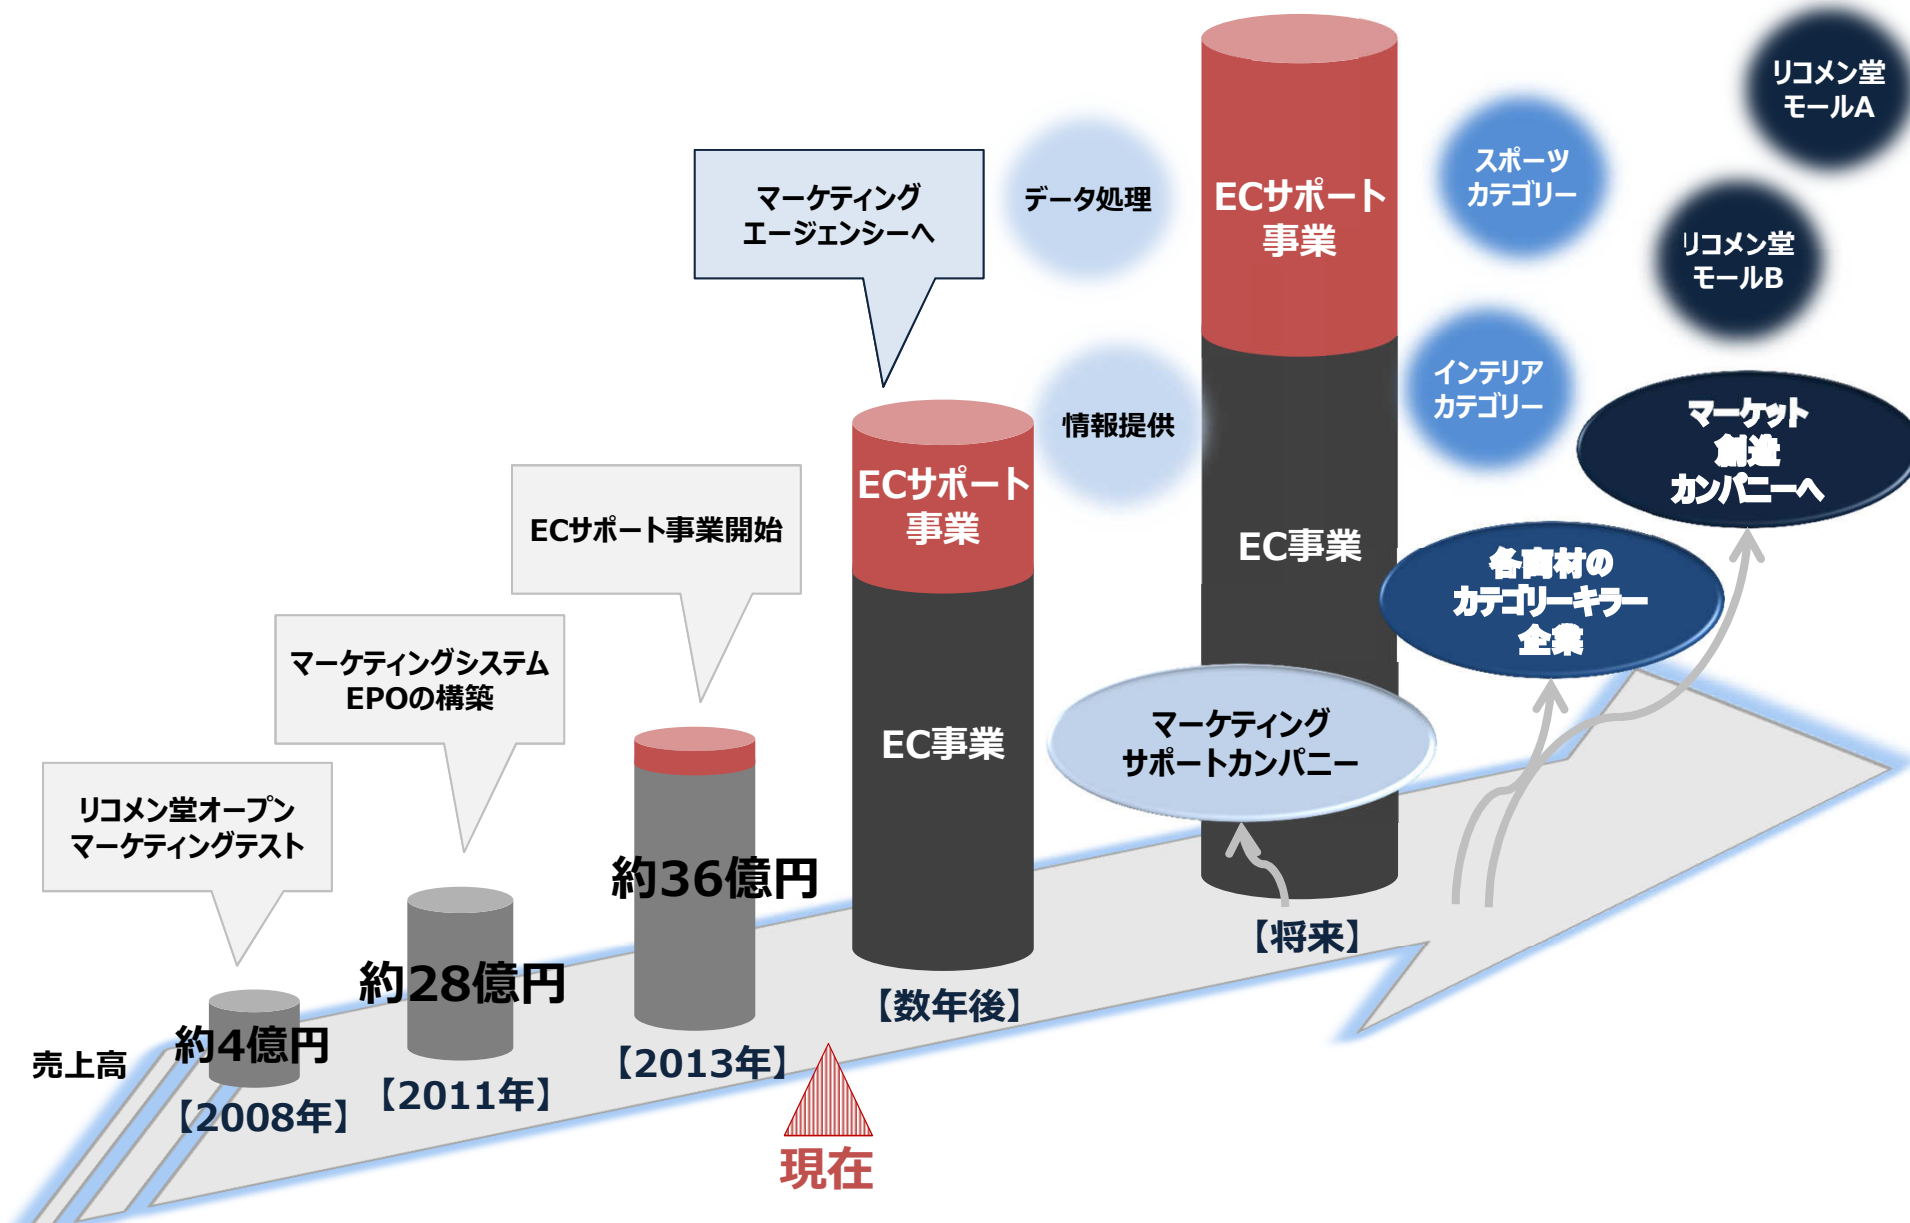 リコメン堂
モールA
リコメン堂
モールB
スポーツ
カテゴリー
インテリア
カテゴリー
マーケット
創造
カンパニーへ
各商材の
カテゴリーキラー
企業
データ処理
情報提供
マーケティング
エージェンシーへ
ECサポート
事業
EC事業
ECサポート
事業
EC事業
マーケティング
サポートカンパニー
ECサポート事業開始
マーケティングシステム
EPOの構築
リコメン堂オープン
マーケティングテスト
約36億円
約28億円
約4億円
売上高
【2008年】
【2011年】
【2013年】
【数年後】
【将来】
現在